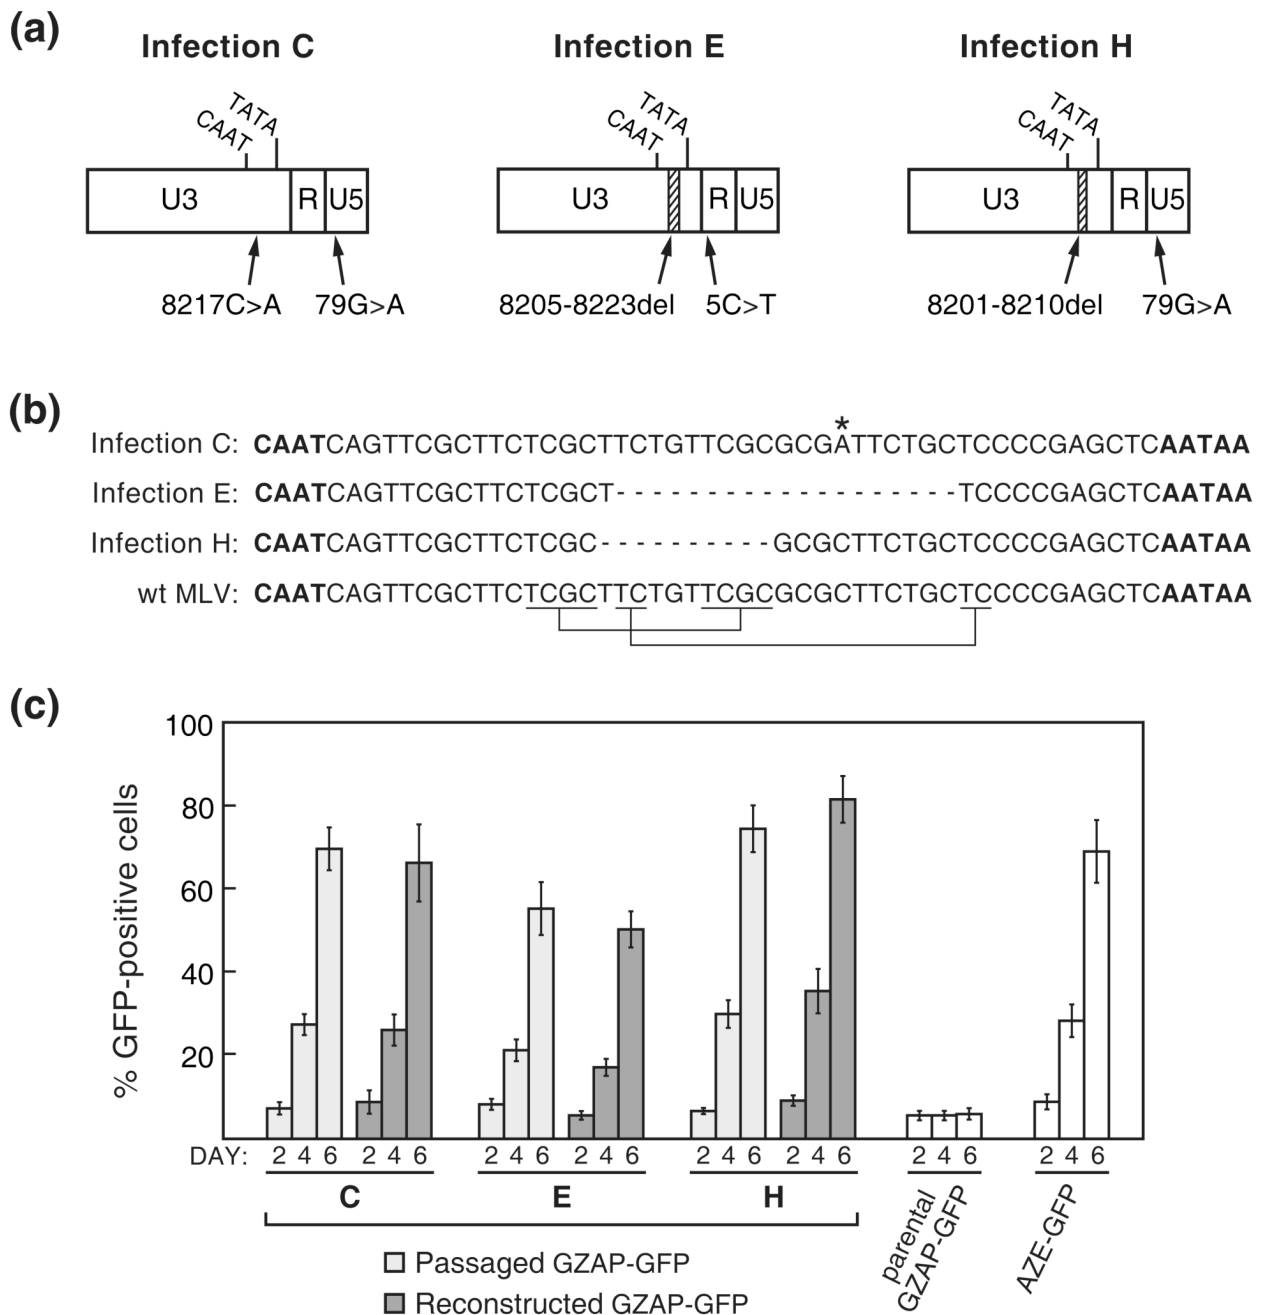 (a)
Infection C Infection E Infection H
CAAT TATA CAAT TATA CAAT TATA
U3 R U5 U3 R U5 U3 R U5
8217C>A 79G>A 8205-8223del 5C>T 8201-8210del 79G>A
(b)
*
Infection C: CAATCAGTTCGCTTCTCGCTTCTGTTCGCGCGATTCTGCTCCCCGAGCTCAATAA
Infection E: CAATCAGTTCGCTTCTCGCT- - - - - - - - - - - - - - - - - - -TCCCCGAGCTCAATAA
Infection H: CAATCAGTTCGCTTCTCGC- - - - - - - - - -GCGCTTCTGCTCCCCGAGCTCAATAA
wt MLV: CAATCAGTTCGCTTCTCGCTTCTGTTCGCGCGCTTCTGCTCCCCGAGCTCAATAA
(c)
% GFP-positive cells
100
80
60
40
20
DAY: 2 4 6 2 4 6 2 4 6 2 4 6 2 4 6 2 4 6 2 4 6 2 4 6
C E H
parental
GZAP-GFP
AZE-GFP
Passaged GZAP-GFP
Reconstructed GZAP-GFP